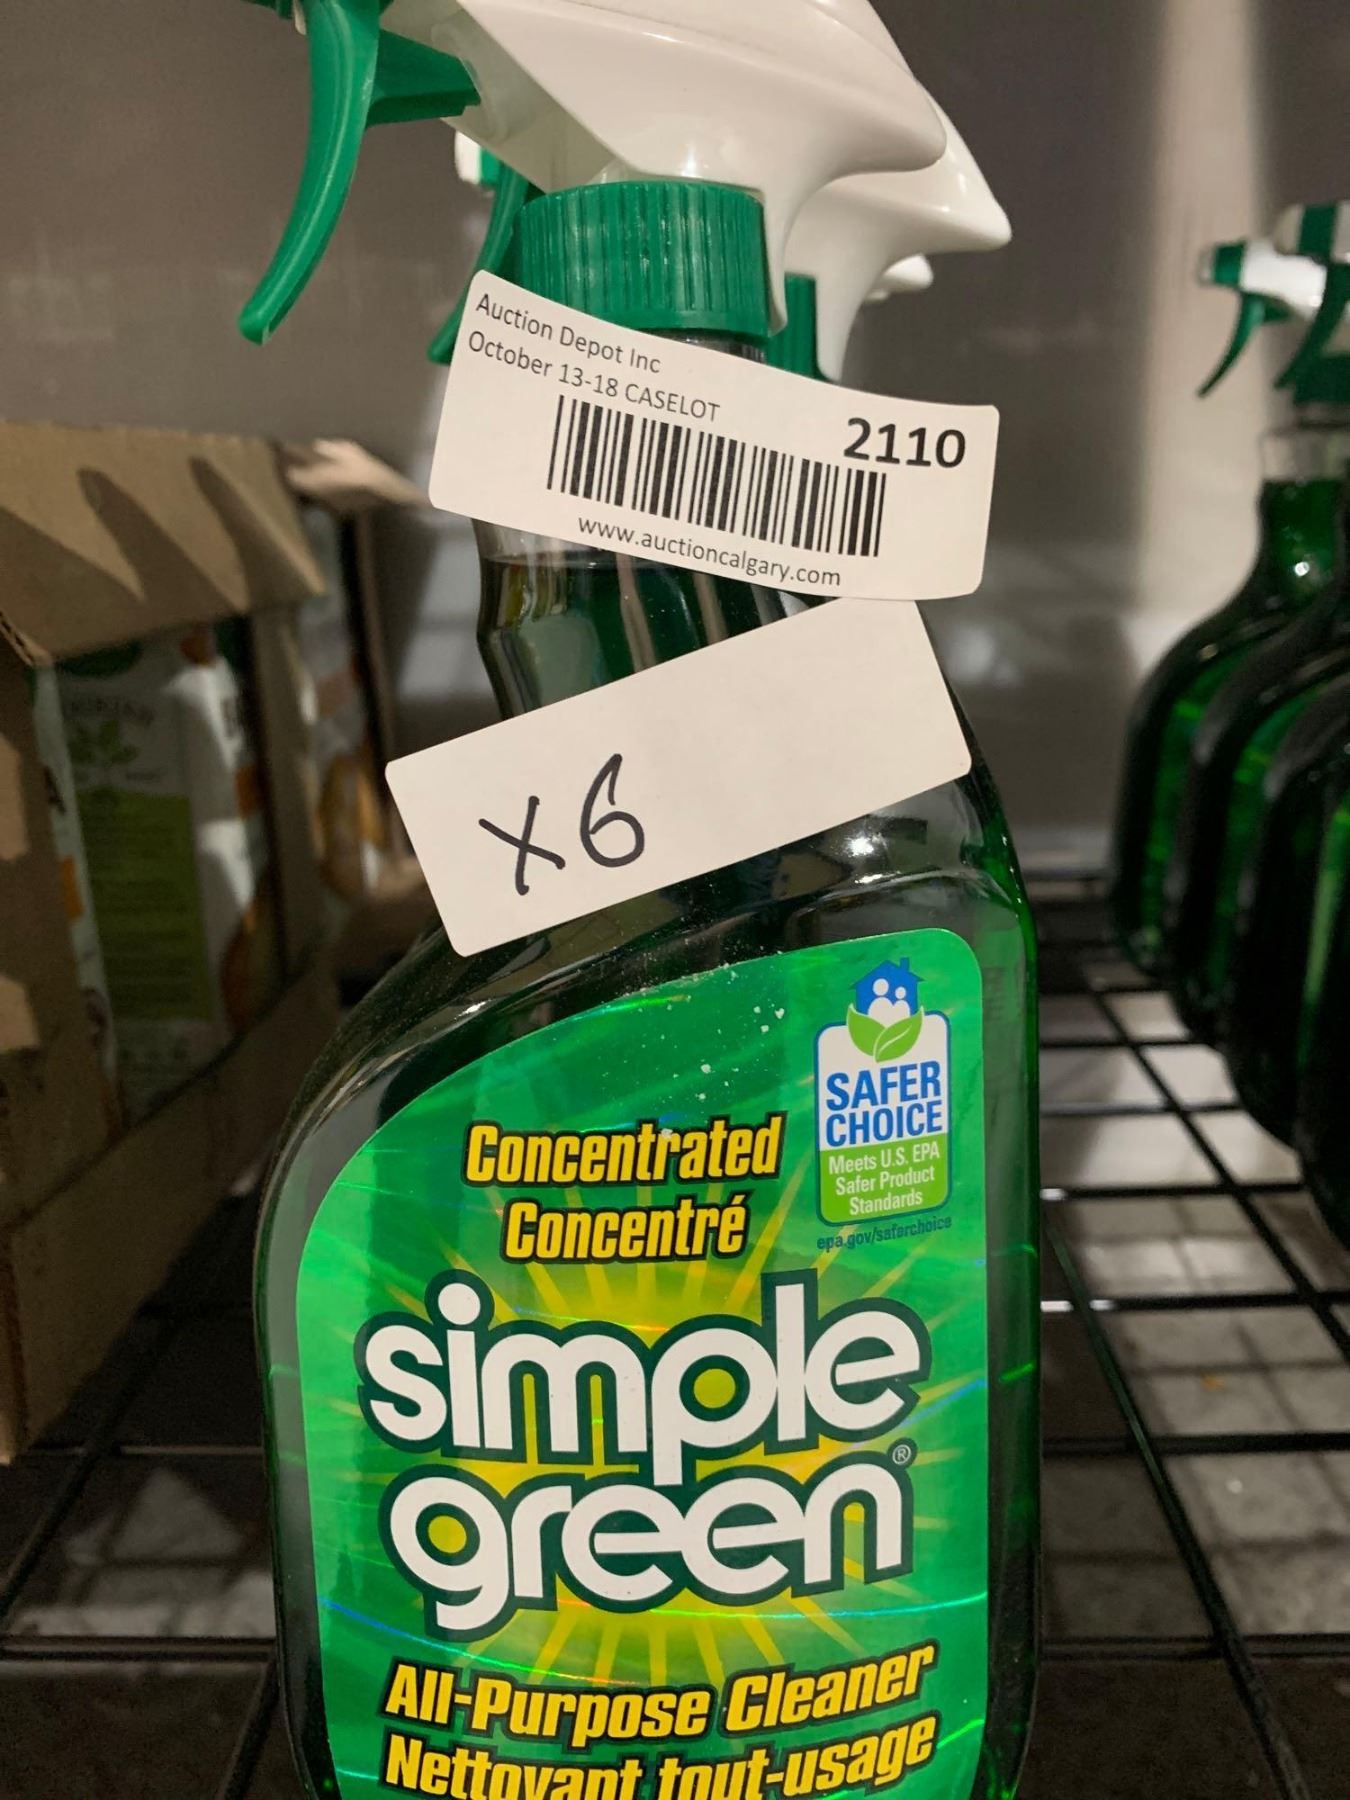 Auction Depot Inc
October 13-18 CASELOT
2110
www.auctioncalgary.com
x6
SAFER
CHOICE
Meets U.S. EPA
Safer Product
Standards
epa.gov/saferchoice
Concentrated
Concentré
simple
green®
All-Purpose Cleaner
Nettoyant tout-usage